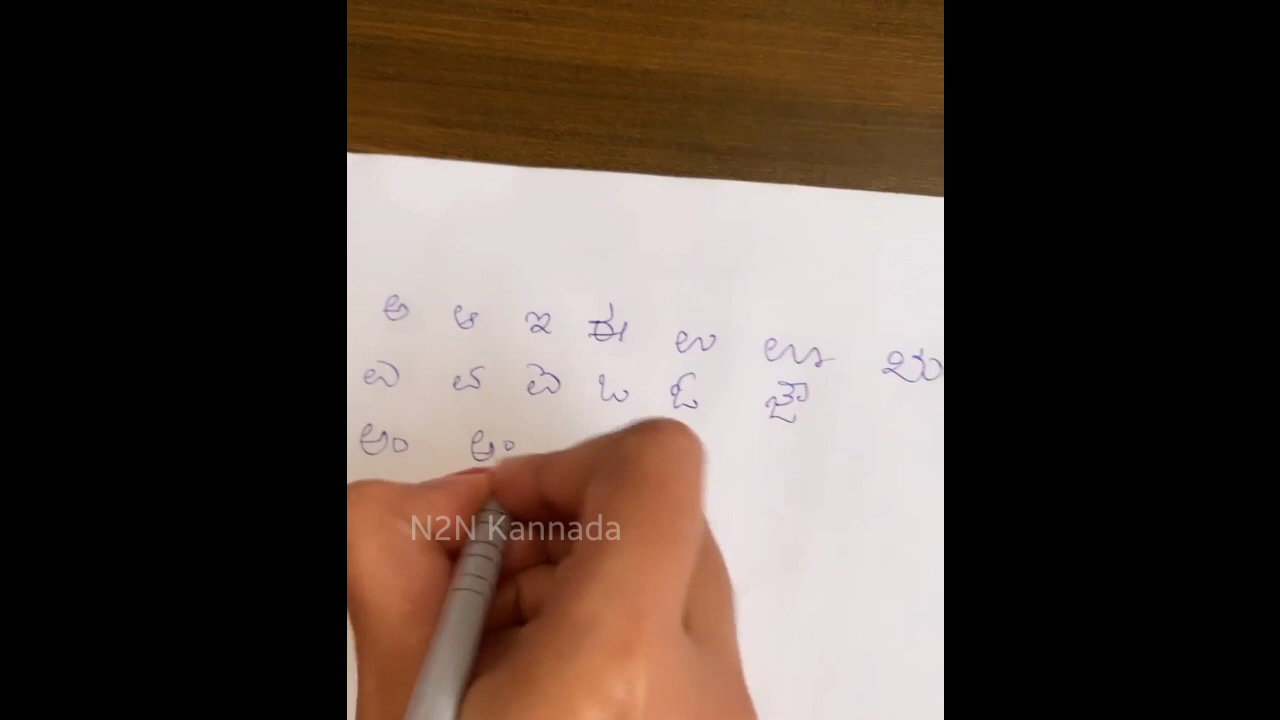 ಅ ಆ ಇ ಈ ಉ ಊ ಋ
ಎ ಏ ಐ ಒ ಓ ಔ
ಅಂ ಅಂ
N2N Kannada